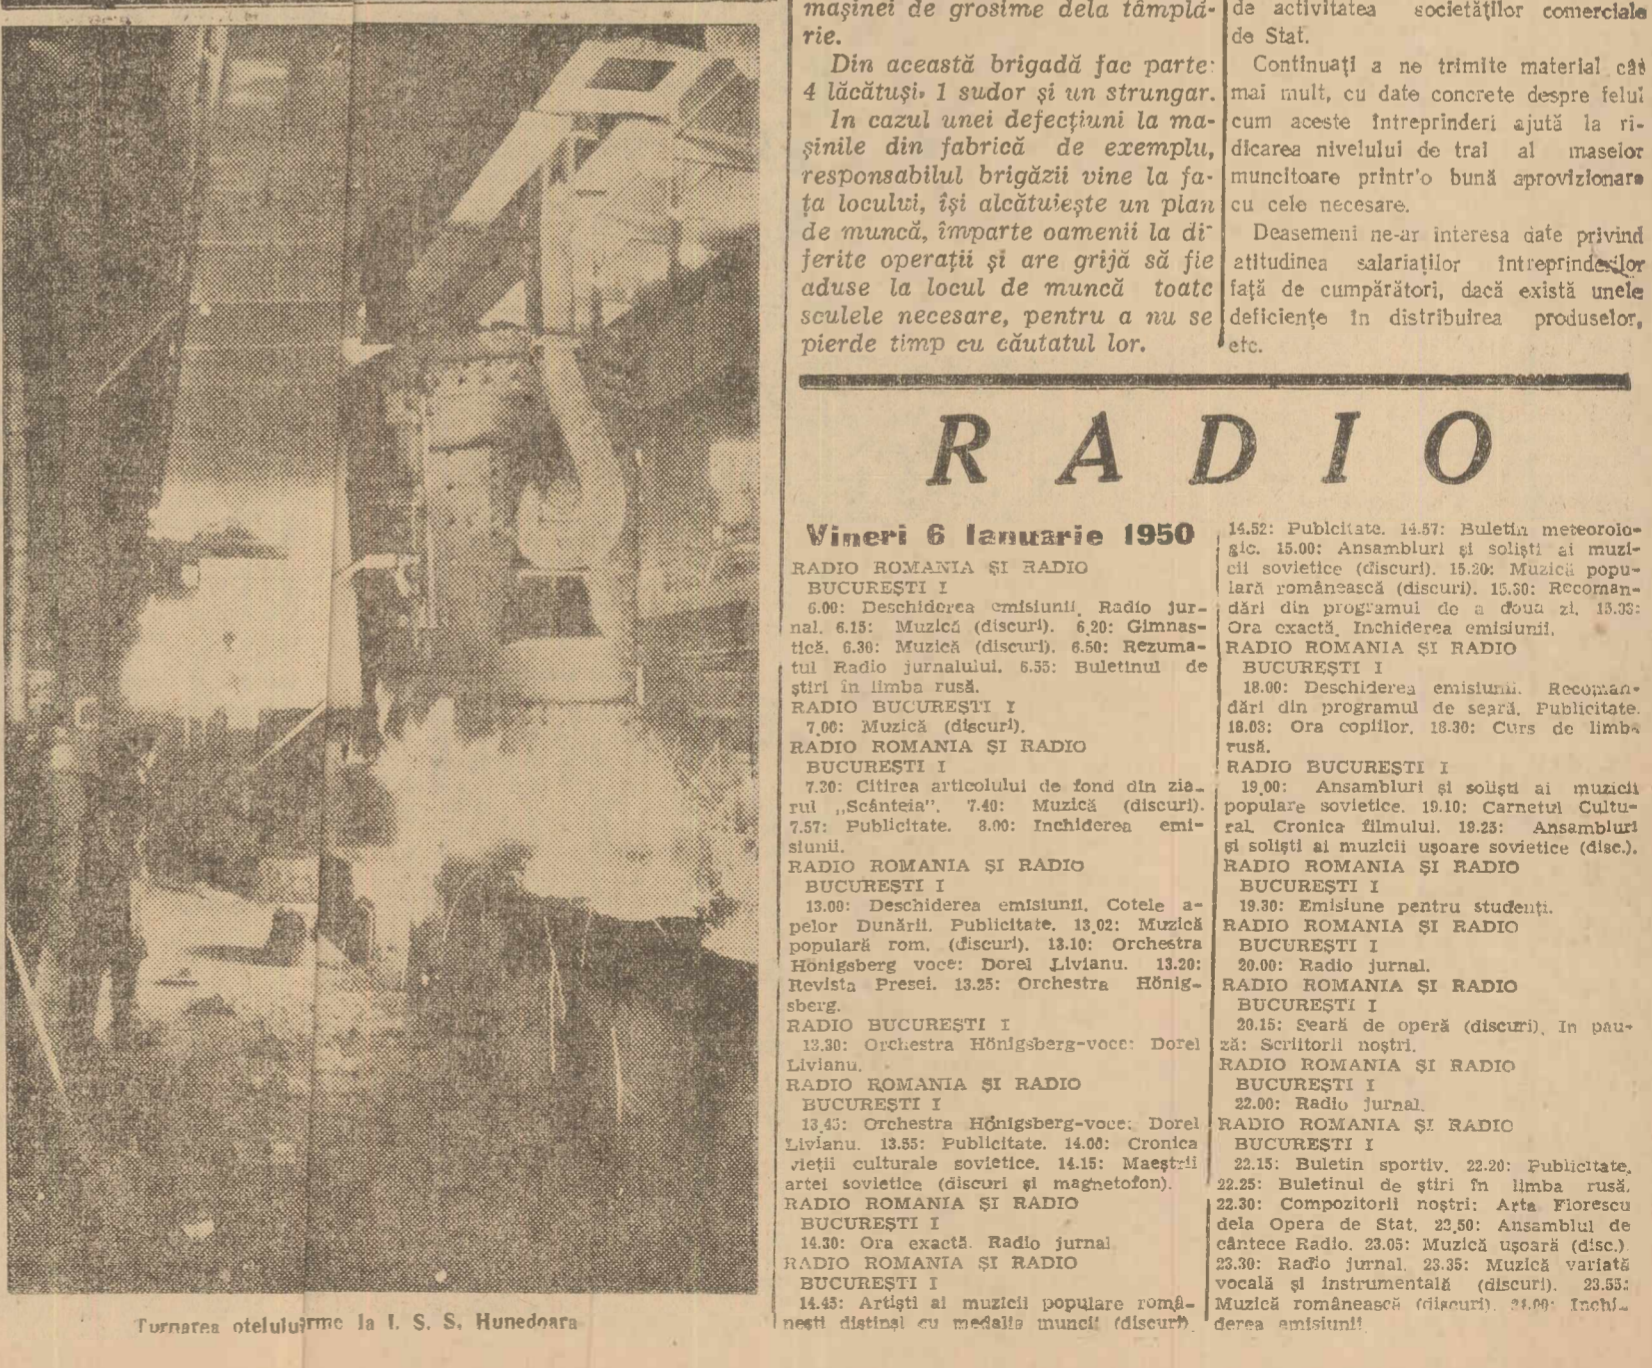 mașinei de grosime dela tâmplă-
rie.
Din această brigadă fac parte:
4 lăcătuși, 1 sudor și un strungar.
In cazul unei defecțiuni la ma-
șinile din fabrică de exemplu,
responsabilul brigăzii vine la fa-
ța locului, își alcătuiește un plan
de muncă, împarte oamenii la di-
ferite operații și are grijă să fie
aduse la locul de muncă toate
sculele necesare, pentru a nu se
pierde timp cu căutatul lor.
de activitatea societăților comerciale
de Stat.
Continuați a ne trimite material cât
mai mult, cu date concrete despre felul
cum aceste întreprinderi ajută la ri-
dicarea nivelului de trai al maselor
muncitoare printr'o bună aprovizionare
cu cele necesare.
Deasemeni ne-ar interesa date privind
atitudinea salariaților întreprinderilor
față de cumpărători, dacă există unele
deficiențe în distribuirea produselor,
etc.
RADIO
Vineri 6 Ianuarie 1950
RADIO ROMANIA ȘI RADIO
BUCUREȘTI I
6.00: Deschiderea emisiunii. Radio jur-
nal. 6.15: Muzică (discuri). 6,20: Gimnas-
tică. 6.30: Muzică (discuri). 6.50: Rezuma-
tul Radio jurnalului. 6.55: Buletinul de
știri în limba rusă.
RADIO BUCUREȘTI I
7,00: Muzică (discuri).
RADIO ROMANIA ȘI RADIO
BUCUREȘTI I
7.30: Citirea articolului de fond din zia-
rul „Scânteia”. 7.40: Muzică (discuri).
7.57: Publicitate. 8.00: Inchiderea emi-
siunii.
RADIO ROMANIA ȘI RADIO
BUCUREȘTI I
13.00: Deschiderea emisiunii. Cotele a-
pelor Dunării. Publicitate. 13,02: Muzică
populară rom. (discuri). 13.10: Orchestra
Hönigsberg voce: Dorel Livianu. 13.20:
Revista Presei. 13.25: Orchestra Hönig-
sberg.
RADIO BUCUREȘTI I
13.30: Orchestra Hönigsberg-voce: Dorel
Livianu.
RADIO ROMANIA ȘI RADIO
BUCUREȘTI I
13,45: Orchestra Hönigsberg-voce: Dorel
Livianu. 13.55: Publicitate. 14.00: Cronica
vieții culturale sovietice. 14.15: Maeștrii
artei sovietice (discuri și magnetofon).
RADIO ROMANIA ȘI RADIO
BUCUREȘTI I
14.30: Ora exactă. Radio jurnal
RADIO ROMANIA ȘI RADIO
BUCUREȘTI I
14.45: Artiști ai muzicii populare româ-
nești distinși cu medalia muncii (discuri).
14.52: Publcitate. 14.57: Buletin meteorolo-
gic. 15.00: Ansambluri și soliști ai muzi-
cii sovietice (discuri). 15.20: Muzică popu-
lară românească (discuri). 15.30: Recoman-
dări din programul de a doua zi. 15.33:
Ora exactă. Inchiderea emisiunii.
RADIO ROMANIA ȘI RADIO
BUCUREȘTI I
18.00: Deschiderea emisiunii. Recoman-
dări din programul de seară. Publicitate.
18.03: Ora copiilor. 18.30: Curs de limba
rusă.
RADIO BUCUREȘTI I
19,00: Ansambluri și soliști ai muzicii
populare sovietice. 19.10: Carnetul Cultu-
ral. Cronica filmului. 19.25: Ansambluri
și soliști ai muzicii ușoare sovietice (disc.).
RADIO ROMANIA ȘI RADIO
BUCUREȘTI I
19.30: Emisiune pentru studenți.
RADIO ROMANIA ȘI RADIO
BUCUREȘTI I
20.00: Radio jurnal.
RADIO ROMANIA ȘI RADIO
BUCUREȘTI I
20.15: Seară de operă (discuri). In pau-
ză: Scriitorii noștri.
RADIO ROMANIA ȘI RADIO
BUCUREȘTI I
22.00: Radio jurnal.
RADIO ROMANIA ȘI RADIO
BUCUREȘTI I
22.15: Buletin sportiv. 22.20: Publicitate.
22.25: Buletinul de știri în limba rusă.
22.30: Compozitorii noștri: Arta Florescu
dela Opera de Stat. 22,50: Ansamblul de
cântece Radio. 23.05: Muzică ușoară (disc.)
23.30: Radio jurnal. 23.35: Muzică variată
vocală și instrumentală (discuri). 23.55:
Muzică românească (discuri). 24.00: Inchi-
derea emisiunii
Turnarea oțelului la I. S. S. Hunedoara